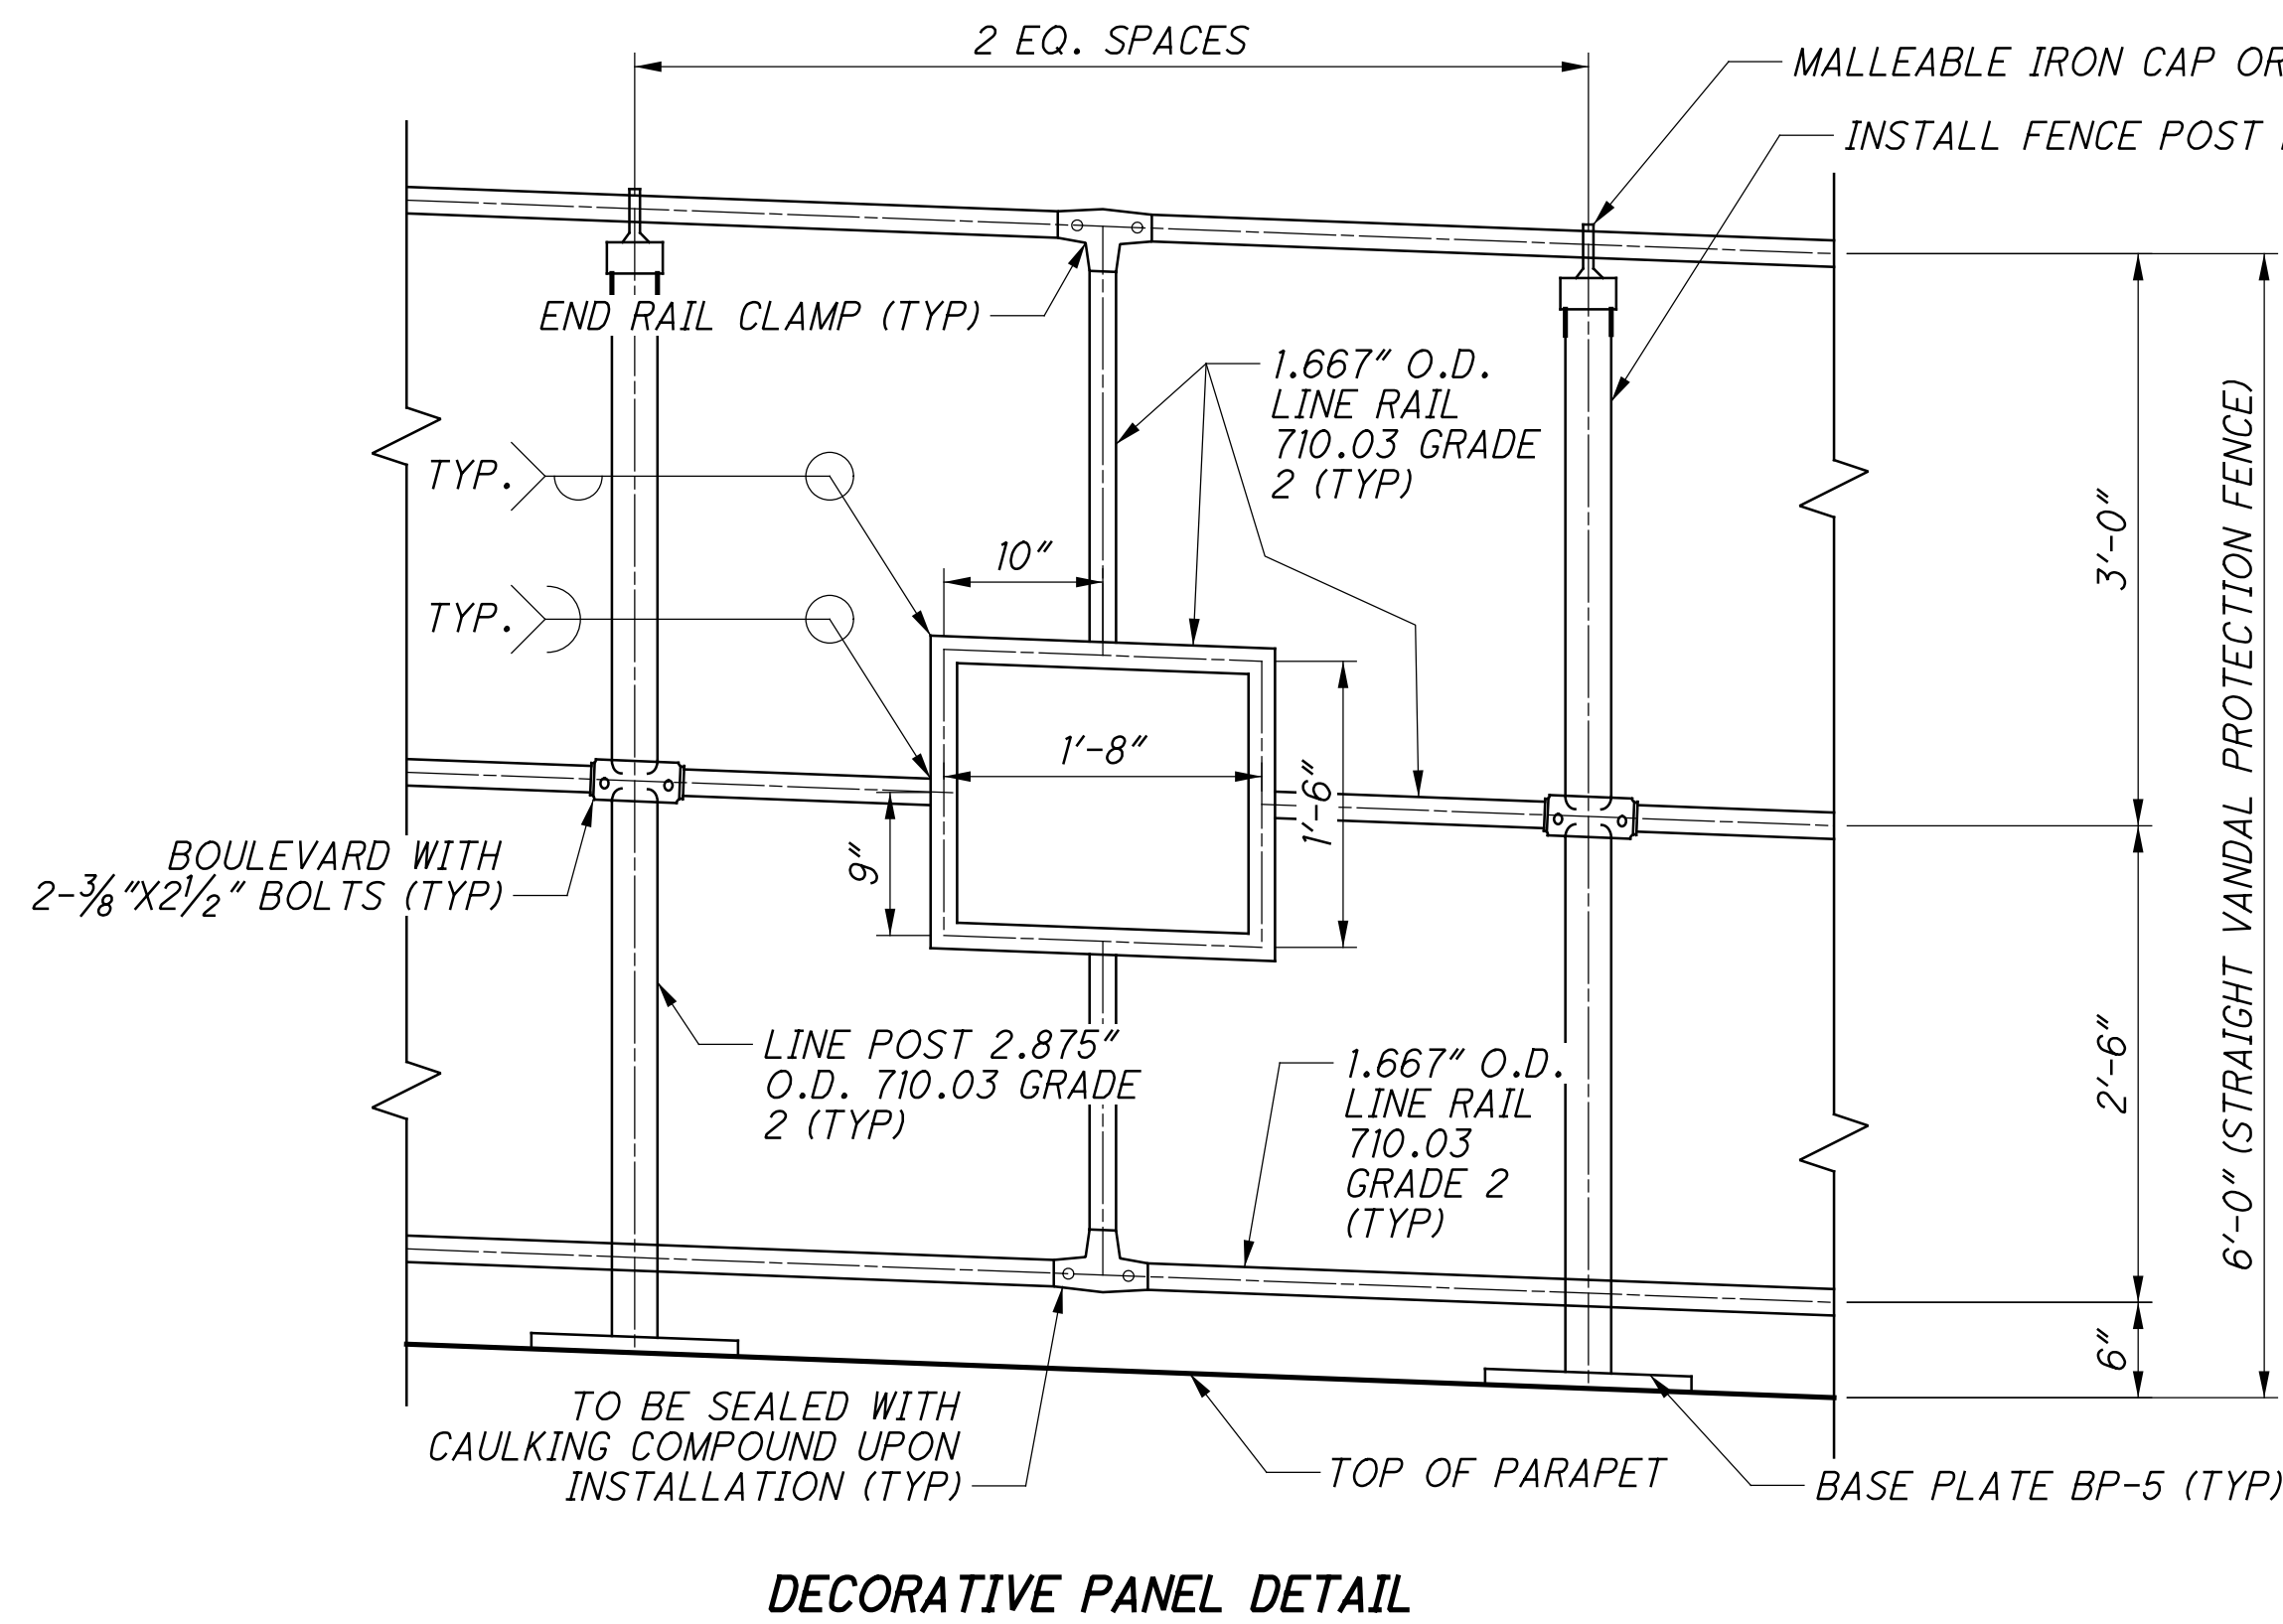 2 EQ. SPACES
MALLEABLE IRON CAP OR
INSTALL FENCE POST
END RAIL CLAMP (TYP)
1.667" O.D.
LINE RAIL
710.03 GRADE
2 (TYP)
TYP.
10"
TYP.
3'-0"
6'-0" (STRAIGHT VANDAL PROTECTION FENCE)
1'-8"
1'-6"
9"
BOULEVARD WITH
2-3/8"X2 1/2" BOLTS (TYP)
LINE POST 2.875"
O.D. 710.03 GRADE
2 (TYP)
1.667" O.D.
LINE RAIL
710.03
GRADE 2
(TYP)
2'-6"
6"
TO BE SEALED WITH
CAULKING COMPOUND UPON
INSTALLATION (TYP)
TOP OF PARAPET
BASE PLATE BP-5 (TYP)
DECORATIVE PANEL DETAIL